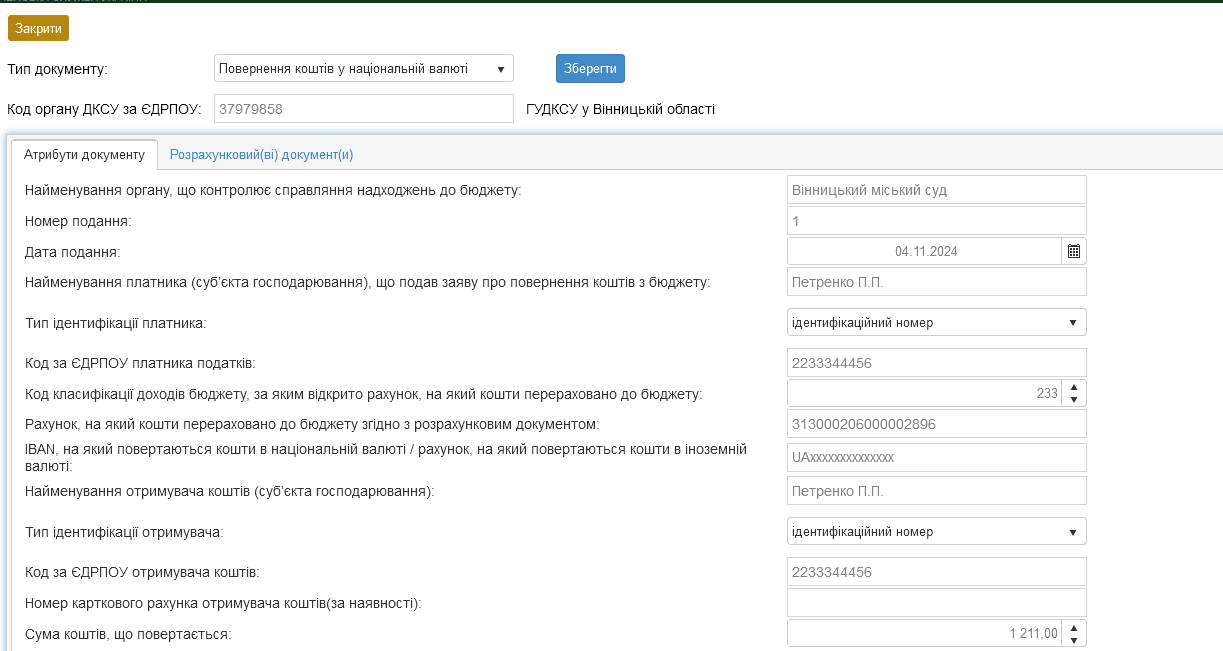 Закрити
Тип документу: Повернення коштів у національній валюті Зберегти
Код органу ДКСУ за ЄДРПОУ: 37979858 ГУДКСУ у Вінницькій області
Атрибути документу Розрахунковий(ві) документ(и)
Найменування органу, що контролює справляння надходжень до бюджету: Вінницький міський суд
Номер подання: 1
Дата подання: 04.11.2024
Найменування платника (суб'єкта господарювання), що подав заяву про повернення коштів з бюджету: Петренко П.П.
Тип ідентифікації платника: ідентифікаційний номер
Код за ЄДРПОУ платника податків: 2233344456
Код класифікації доходів бюджету, за яким відкрито рахунок, на який кошти перераховано до бюджету: 233
Рахунок, на який кошти перераховано до бюджету згідно з розрахунковим документом: 313000206000002896
IBAN, на який повертаються кошти в національній валюті / рахунок, на який повертаються кошти в іноземній
валюті: UAxxxxxxxxxxxxxx
Найменування отримувача коштів (суб'єкта господарювання): Петренко П.П.
Тип ідентифікації отримувача: ідентифікаційний номер
Код за ЄДРПОУ отримувача коштів: 2233344456
Номер карткового рахунка отримувача коштів(за наявності):
Сума коштів, що повертається: 1 211,00